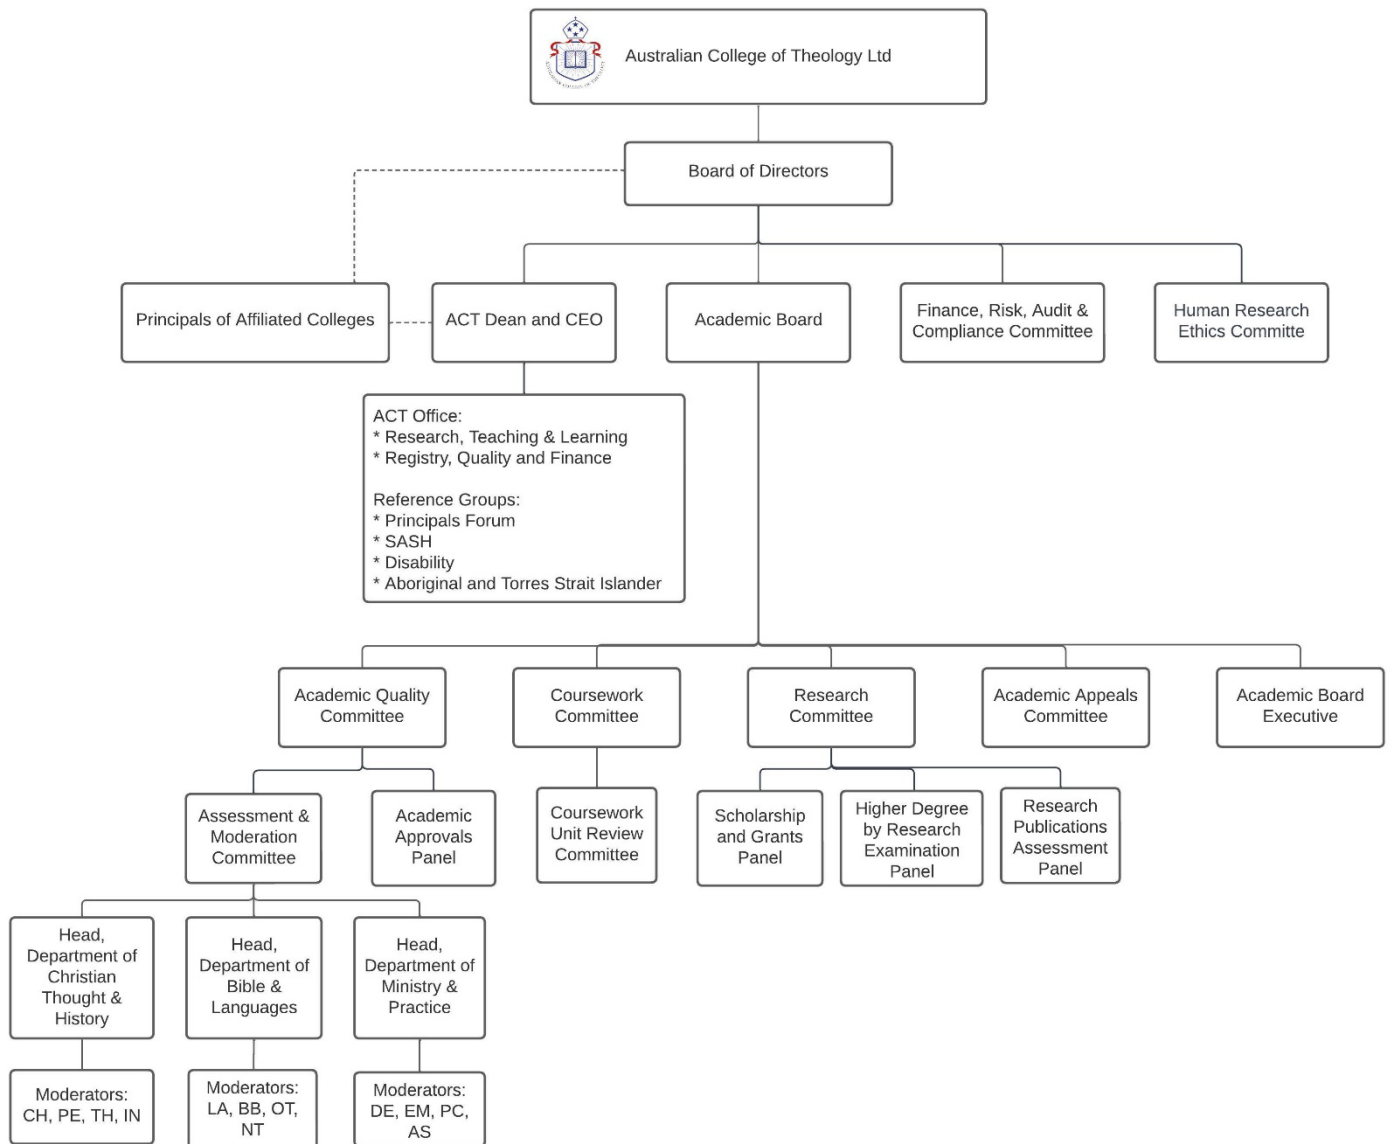 Australian College of Theology Ltd
Board of Directors
Principals of Affiliated Colleges
ACT Dean and CEO
Academic Board
Finance, Risk, Audit &
Compliance Committee
Human Research
Ethics Committe
ACT Office:
* Research, Teaching & Learning
* Registry, Quality and Finance
Reference Groups:
* Principals Forum
* SASH
* Disability
* Aboriginal and Torres Strait Islander
Academic Quality
Committee
Coursework
Committee
Research
Committee
Academic Appeals
Committee
Academic Board
Executive
Assessment &
Moderation
Committee
Academic
Approvals
Panel
Coursework
Unit Review
Committee
Scholarship
and Grants
Panel
Higher Degree
by Research
Examination
Panel
Research
Publications
Assessment
Panel
Head,
Department of
Christian
Thought &
History
Head,
Department of
Bible &
Languages
Head,
Department of
Ministry &
Practice
Moderators:
CH, PE, TH, IN
Moderators:
LA, BB, OT,
NT
Moderators:
DE, EM, PC,
AS